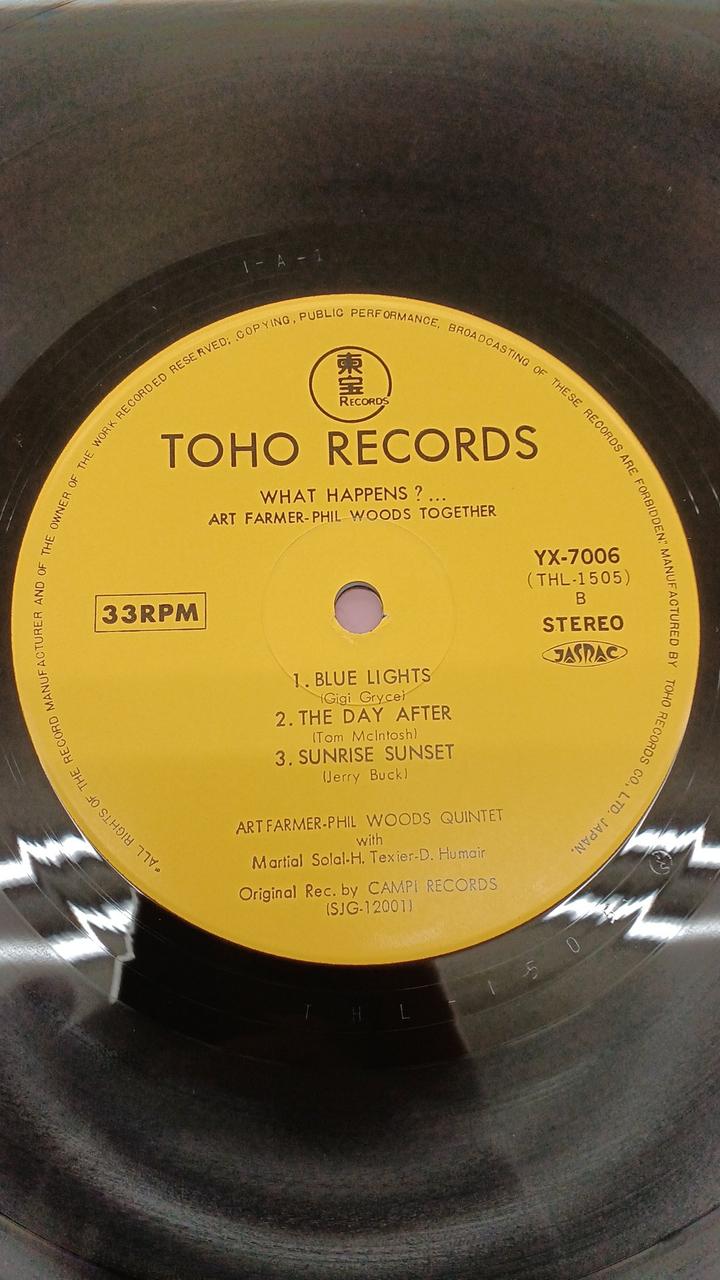 1-A-1
"ALL RIGHTS OF THE RECORD MANUFACTURER AND OF THE OWNER OF THE WORK RECORDED RESERVED; COPYING, PUBLIC PERFORMANCE, BROADCASTING OF THESE RECORDS ARE FORBIDDEN." MANUFACTURED BY TOHO RECORDS CO., LTD. JAPAN.
東宝
RECORDS
TOHO RECORDS
WHAT HAPPENS ?...
ART FARMER-PHIL WOODS TOGETHER
YX-7006
(THL-1505)
B
33RPM
STEREO
JASRAC
1. BLUE LIGHTS
(Gigi Gryce)
2. THE DAY AFTER
(Tom McIntosh)
3. SUNRISE SUNSET
(Jerry Buck)
ART FARMER-PHIL WOODS QUINTET
with
Martial Solal-H. Texier-D. Humair
Original Rec. by CAMPI RECORDS
(SJG-12001)